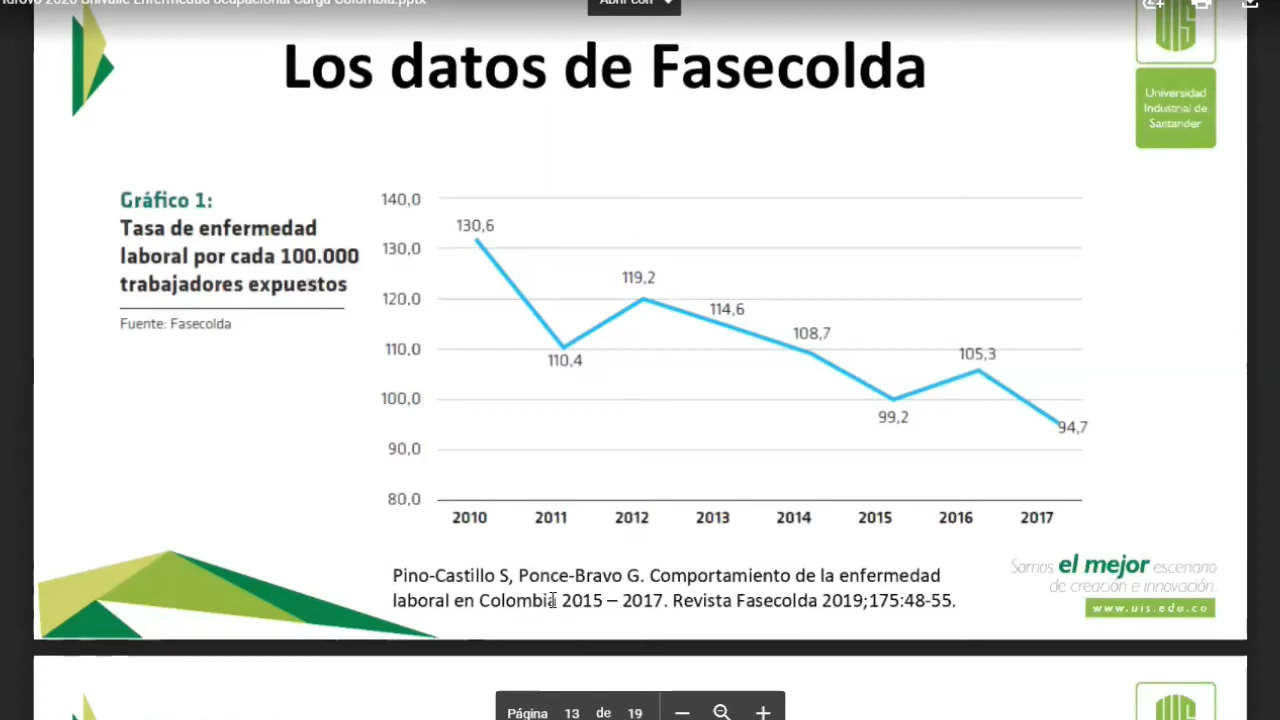 Abrir con
Los datos de Fasecolda
UIS
Universidad
Industrial de
Santander
Gráfico 1:
Tasa de enfermedad
laboral por cada 100.000
trabajadores expuestos
Fuente: Fasecolda
140,0
130,0
120,0
110,0
100,0
90,0
80,0
130,6
110,4
119,2
114,6
108,7
99,2
105,3
94,7
2010 2011 2012 2013 2014 2015 2016 2017
Pino-Castillo S, Ponce-Bravo G. Comportamiento de la enfermedad
laboral en Colombia 2015 – 2017. Revista Fasecolda 2019;175:48-55.
Somos el mejor escenario
de creación e innovación.
www.uis.edu.co
Página 13 de 19